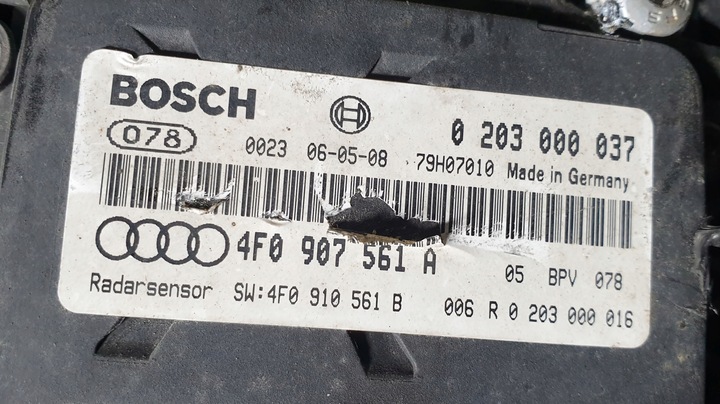 BOSCH 0 203 000 037
078 0023 06-05-08 79H07010 Made in Germany
4F0 907 561 A 05 BPV 078
Radarsensor SW:4F0 910 561 B 006 R 0 203 000 016